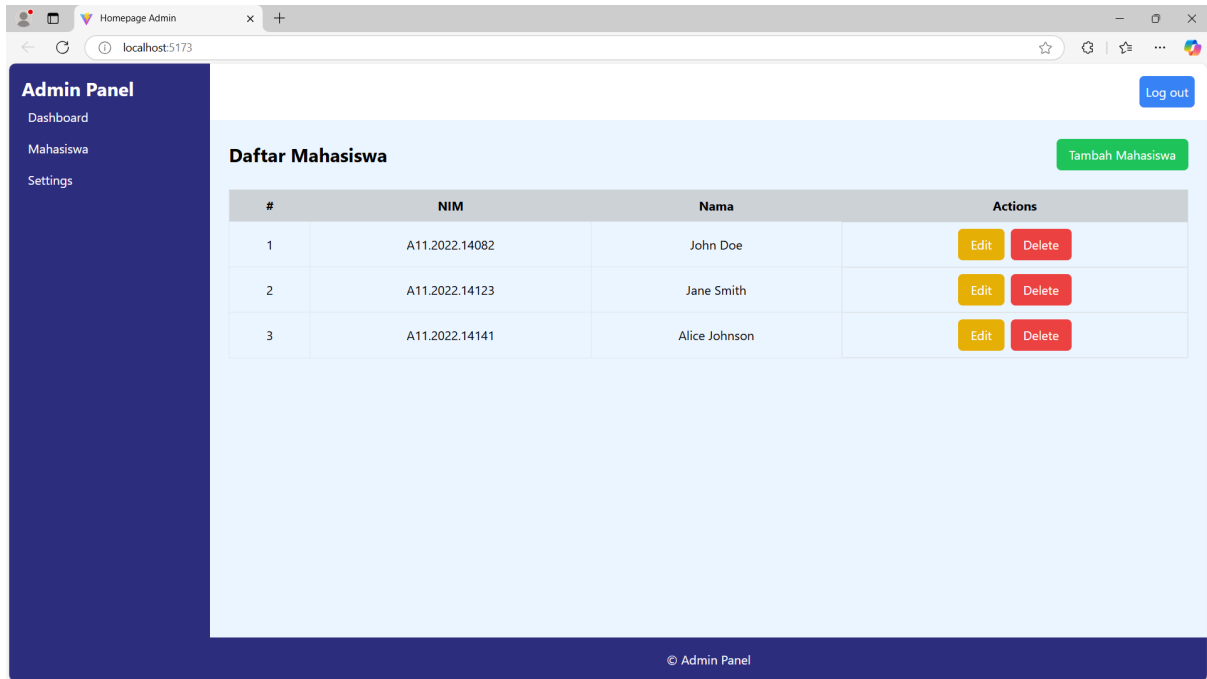 Homepage Admin
localhost:5173
Admin Panel
Log out
Dashboard
Mahasiswa
Settings
Daftar Mahasiswa
Tambah Mahasiswa
# NIM Nama Actions
1 A11.2022.14082 John Doe Edit Delete
2 A11.2022.14123 Jane Smith Edit Delete
3 A11.2022.14141 Alice Johnson Edit Delete
© Admin Panel